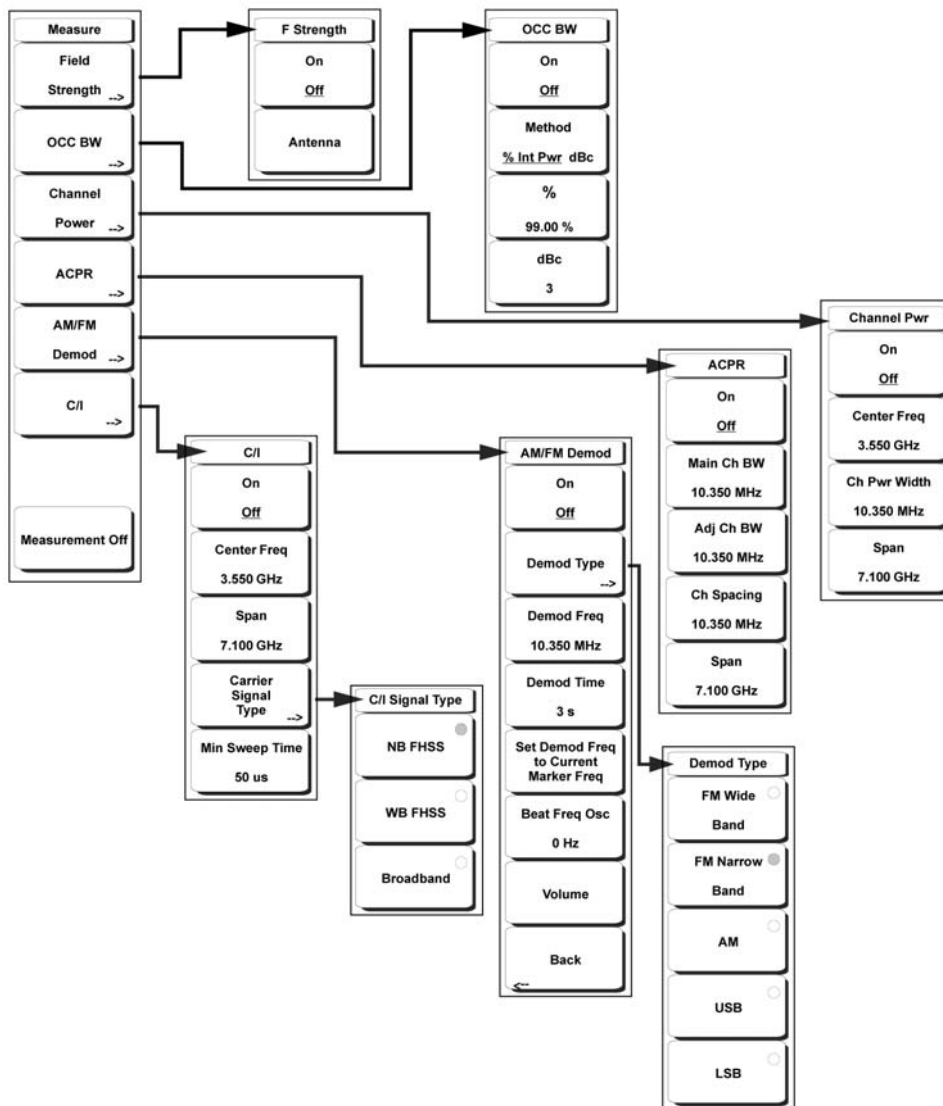 Measure
Field
Strength
-->
OCC BW
-->
Channel
Power
-->
ACPR
-->
AM/FM
Demod
-->
C/I
-->
Measurement Off
F Strength
On
Off
Antenna
OCC BW
On
Off
Method
% Int Pwr dBc
%
99.00 %
dBc
3
Channel Pwr
On
Off
Center Freq
3.550 GHz
Ch Pwr Width
10.350 MHz
Span
7.100 GHz
ACPR
On
Off
Main Ch BW
10.350 MHz
Adj Ch BW
10.350 MHz
Ch Spacing
10.350 MHz
Span
7.100 GHz
AM/FM Demod
On
Off
Demod Type
-->
Demod Freq
10.350 MHz
Demod Time
3 s
Set Demod Freq
to Current
Marker Freq
Beat Freq Osc
0 Hz
Volume
Back
<--
C/I
On
Off
Center Freq
3.550 GHz
Span
7.100 GHz
Carrier
Signal
Type
-->
Min Sweep Time
50 us
C/I Signal Type
NB FHSS
WB FHSS
Broadband
Demod Type
FM Wide
Band
FM Narrow
Band
AM
USB
LSB